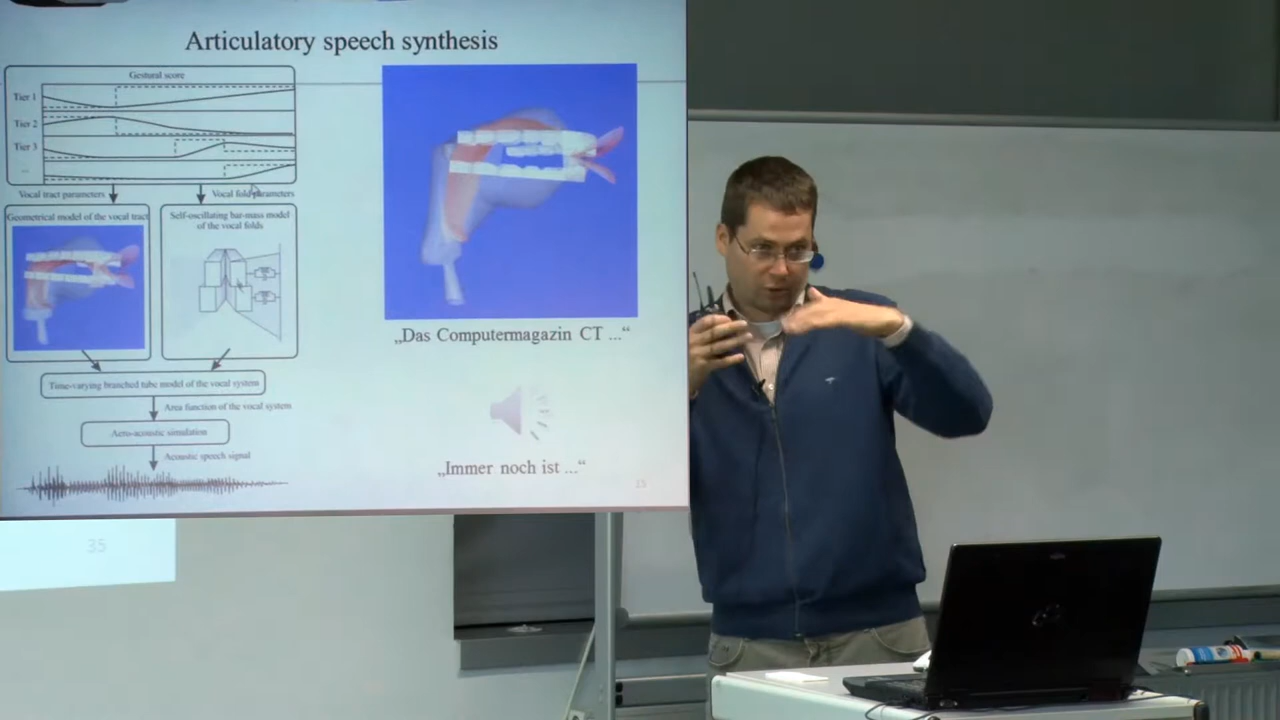 Articulatory speech synthesis
Gestural score
Tier 1
Tier 2
Tier 3
...
Vocal tract parameters
Vocal fold parameters
Geometrical model of the vocal tract
Self-oscillating bar-mass model
of the vocal folds
Time-varying branched tube model of the vocal system
Area function of the vocal system
Aero-acoustic simulation
Acoustic speech signal
„Das Computermagazin CT ...“
„Immer noch ist ...“
35
35